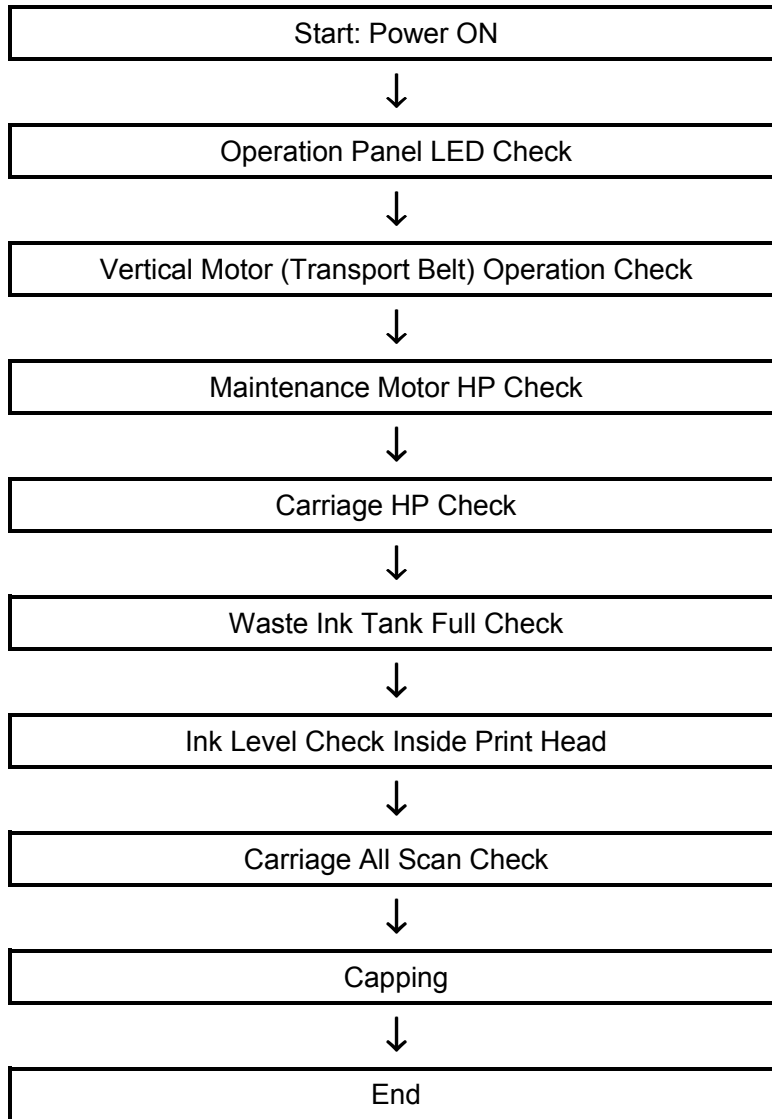 Start: Power ON
Operation Panel LED Check
Vertical Motor (Transport Belt) Operation Check
Maintenance Motor HP Check
Carriage HP Check
Waste Ink Tank Full Check
Ink Level Check Inside Print Head
Carriage All Scan Check
Capping
End